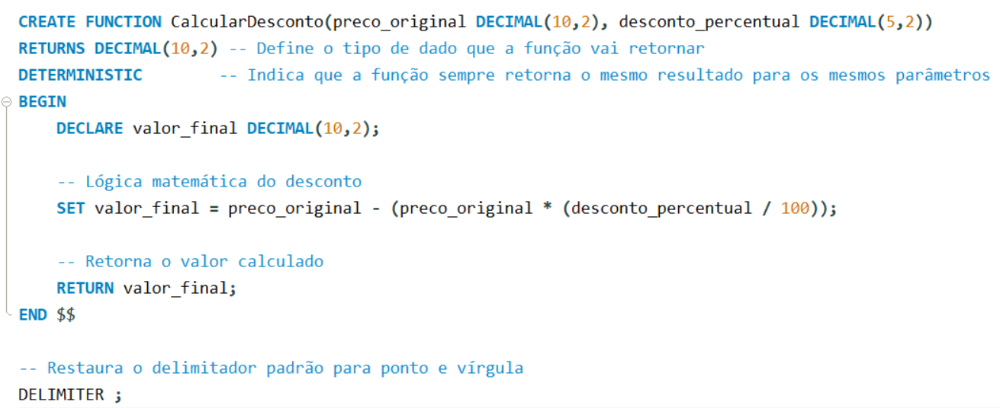 CREATE FUNCTION CalcularDesconto(preco_original DECIMAL(10,2), desconto_percentual DECIMAL(5,2))
RETURNS DECIMAL(10,2) -- Define o tipo de dado que a função vai retornar
DETERMINISTIC        -- Indica que a função sempre retorna o mesmo resultado para os mesmos parâmetros
BEGIN
    DECLARE valor_final DECIMAL(10,2);

    -- Lógica matemática do desconto
    SET valor_final = preco_original - (preco_original * (desconto_percentual / 100));

    -- Retorna o valor calculado
    RETURN valor_final;
END $$

-- Restaura o delimitador padrão para ponto e vírgula
DELIMITER ;